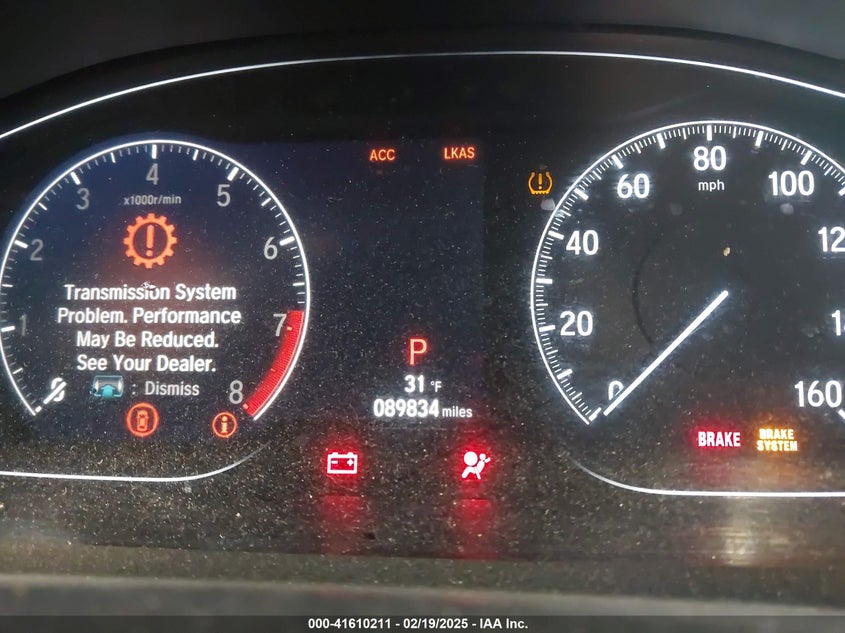 ACC LKAS
1 2 3 4 5 6 7 8
x1000r/min
Transmission System
Problem. Performance
May Be Reduced.
See Your Dealer.
: Dismiss
P
31 °F
089834 miles
0 20 40 60 80 100 160
mph
BRAKE
BRAKE
SYSTEM
000-41610211 - 02/19/2025 - IAA Inc.